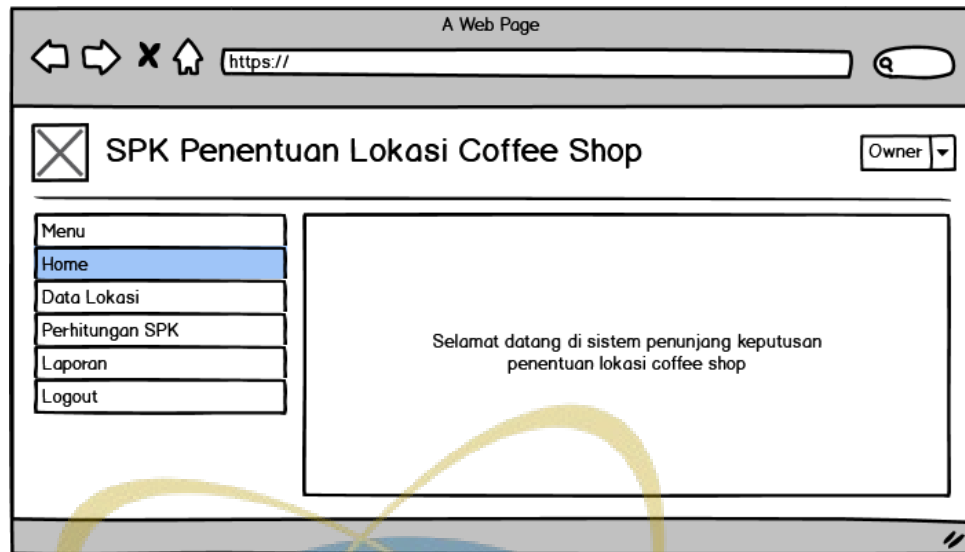 A Web Page
https://
SPK Penentuan Lokasi Coffee Shop
Owner
Menu
Home
Data Lokasi
Perhitungan SPK
Laporan
Logout
Selamat datang di sistem penunjang keputusan
penentuan lokasi coffee shop